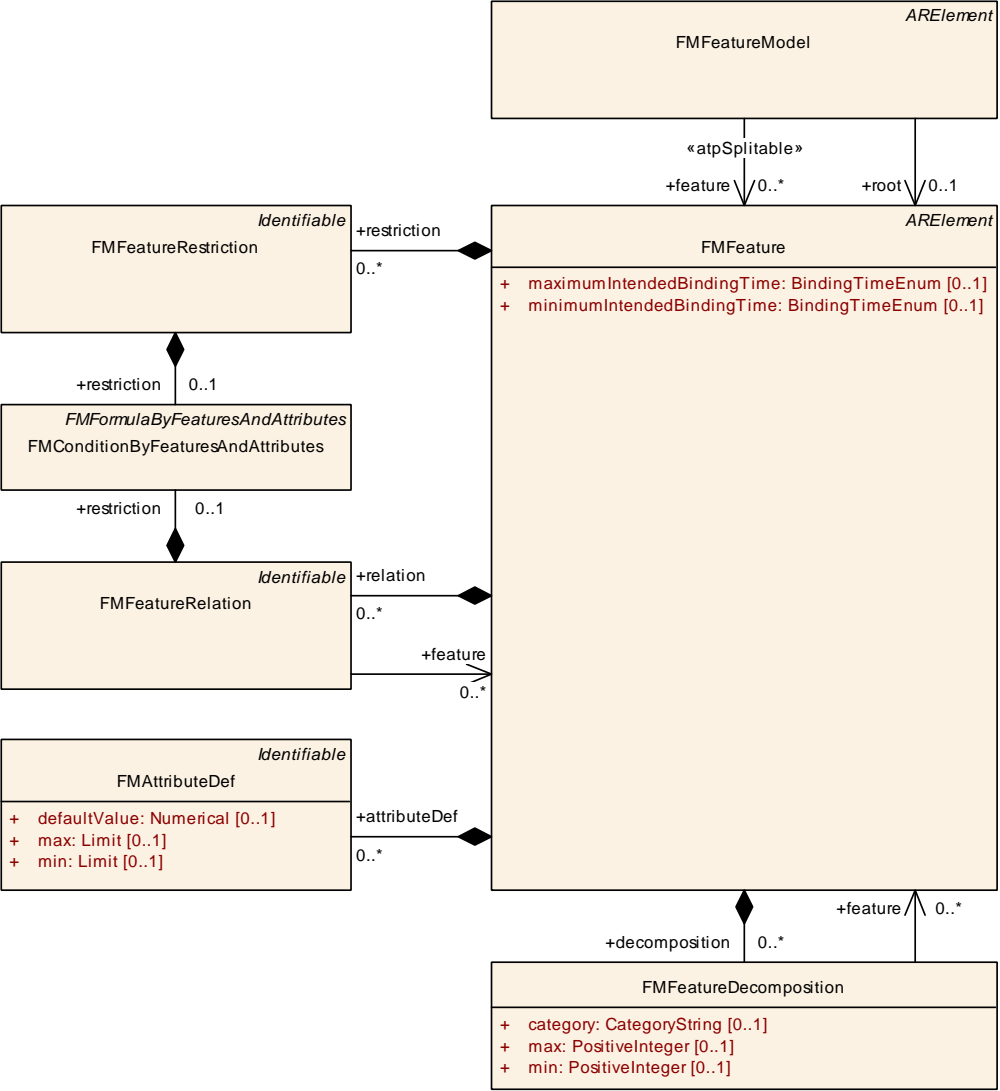 ARElement
FMFeatureModel
«atpSplitable»
+feature 0..*
+root 0..1
Identifiable
FMFeatureRestriction
+restriction
0..*
ARElement
FMFeature
+ maximumIntendedBindingTime: BindingTimeEnum [0..1]
+ minimumIntendedBindingTime: BindingTimeEnum [0..1]
+restriction 0..1
FMFormulaByFeaturesAndAttributes
FMConditionByFeaturesAndAttributes
+restriction 0..1
Identifiable
FMFeatureRelation
+relation
0..*
+feature
0..*
Identifiable
FMAttributeDef
+ defaultValue: Numerical [0..1]
+ max: Limit [0..1]
+ min: Limit [0..1]
+attributeDef
0..*
+decomposition 0..*
+feature 0..*
FMFeatureDecomposition
+ category: CategoryString [0..1]
+ max: PositiveInteger [0..1]
+ min: PositiveInteger [0..1]